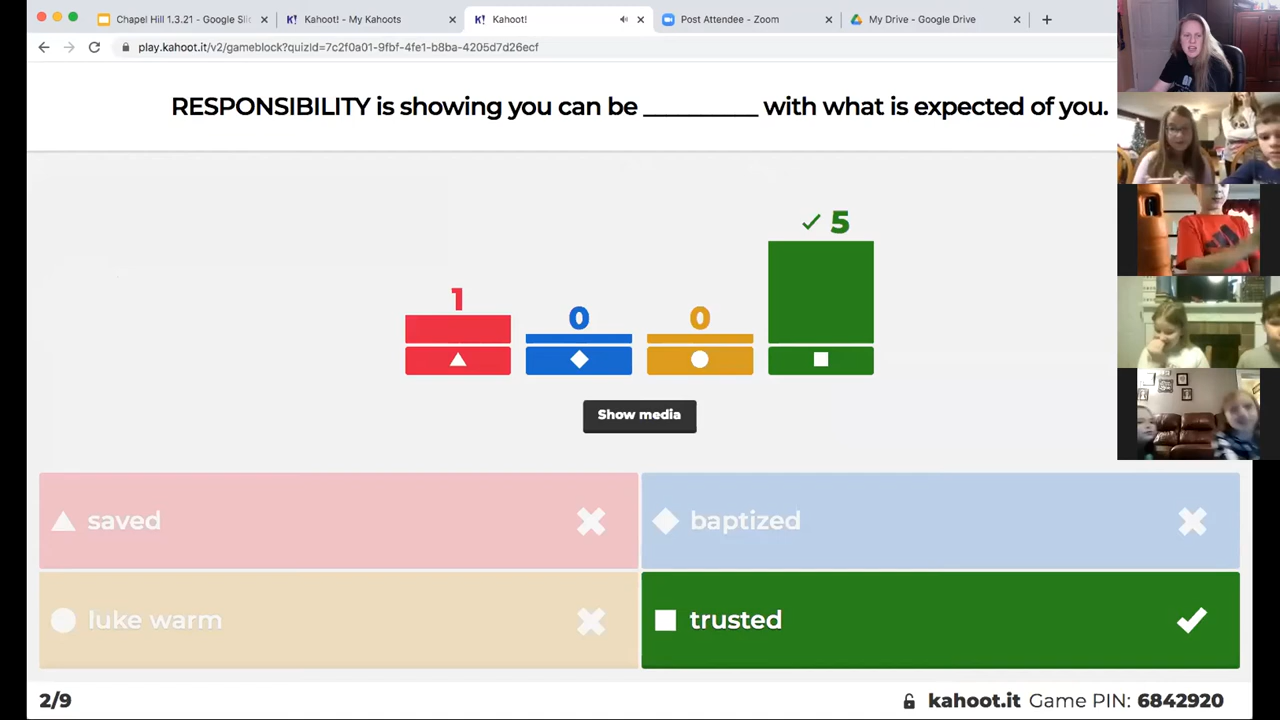 Chapel Hill 1.3.21 - Google Slic
Kahoot! - My Kahoots
K! Kahoot!
Post Attendee - Zoom
My Drive - Google Drive
play.kahoot.it/v2/gameblock?quizId=7c2f0a01-9fbf-4fe1-b8ba-4205d7d26ecf
RESPONSIBILITY is showing you can be _________ with what is expected of you.
1
0
0
5
Show media
saved
baptized
luke warm
trusted
2/9
kahoot.it Game PIN: 6842920